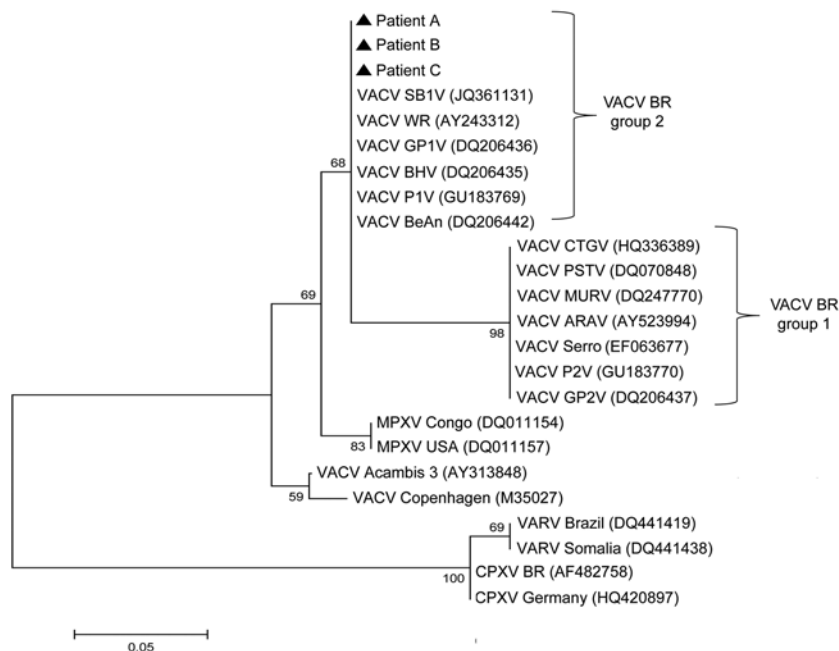 ▲ Patient A
▲ Patient B
▲ Patient C
VACV SB1V (JQ361131)
VACV WR (AY243312)
VACV GP1V (DQ206436)
VACV BHV (DQ206435)
VACV P1V (GU183769)
VACV BeAn (DQ206442)
VACV BR
group 2
68
VACV CTGV (HQ336389)
VACV PSTV (DQ070848)
VACV MURV (DQ247770)
VACV ARAV (AY523994)
VACV Serro (EF063677)
VACV P2V (GU183770)
VACV GP2V (DQ206437)
VACV BR
group 1
69
98
MPXV Congo (DQ011154)
MPXV USA (DQ011157)
83
VACV Acambis 3 (AY313848)
VACV Copenhagen (M35027)
59
VARV Brazil (DQ441419)
VARV Somalia (DQ441438)
69
CPXV BR (AF482758)
CPXV Germany (HQ420897)
100
0.05